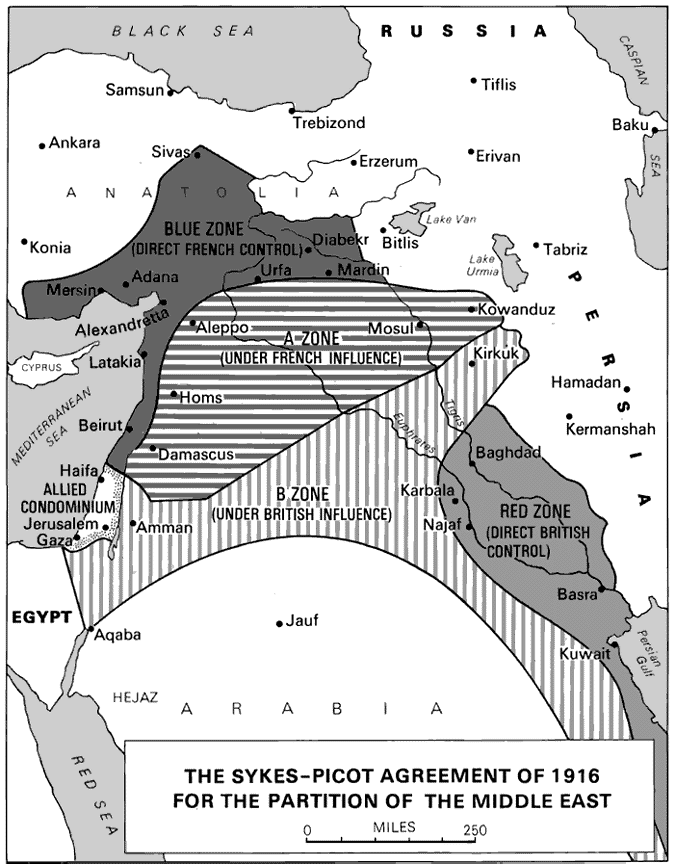 BLACK SEA
RUSSIA
CASPIAN
SEA
Samsun
Tiflis
Trebizond
Baku
Ankara
Sivas
Erzerum
Erivan
ANATOLIA
BLUE ZONE
(DIRECT FRENCH CONTROL)
Lake Van
Diabekr
Bitlis
Konia
Lake
Urmia
Tabriz
Adana
Urfa
Mardin
Mersin
Alexandretta
PERSIA
Kowanduz
Aleppo
Mosul
A ZONE
(UNDER FRENCH INFLUENCE)
Kirkuk
Latakia
CYPRUS
Hamadan
Homs
MEDITERRANEAN
SEA
Beirut
Euphrates
Tigris
Kermanshah
Damascus
Baghdad
Haifa
ALLIED
CONDOMINIUM
Jerusalem
Gaza
Amman
B ZONE
(UNDER BRITISH INFLUENCE)
Karbala
Najaf
RED ZONE
(DIRECT BRITISH
CONTROL)
Basra
EGYPT
Aqaba
Jauf
Kuwait
Persian
Gulf
HEJAZ
ARABIA
RED SEA
THE SYKES-PICOT AGREEMENT OF 1916
FOR THE PARTITION OF THE MIDDLE EAST
0 MILES 250